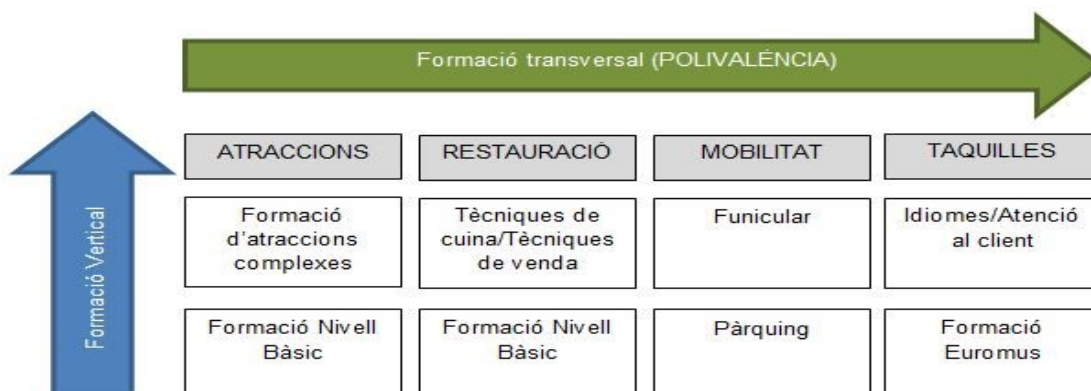 Formació transversal (POLIVALÉNCIA)
Formació Vertical
ATRACCIONS
RESTAURACIÓ
MOBILITAT
TAQUILLES
Formació
d'atraccions
complexes
Tècniques de
cuina/Tècniques
de venda
Funicular
Idiomes/Atenció
al client
Formació Nivell
Bàsic
Formació Nivell
Bàsic
Pàrquing
Formació
Euromus